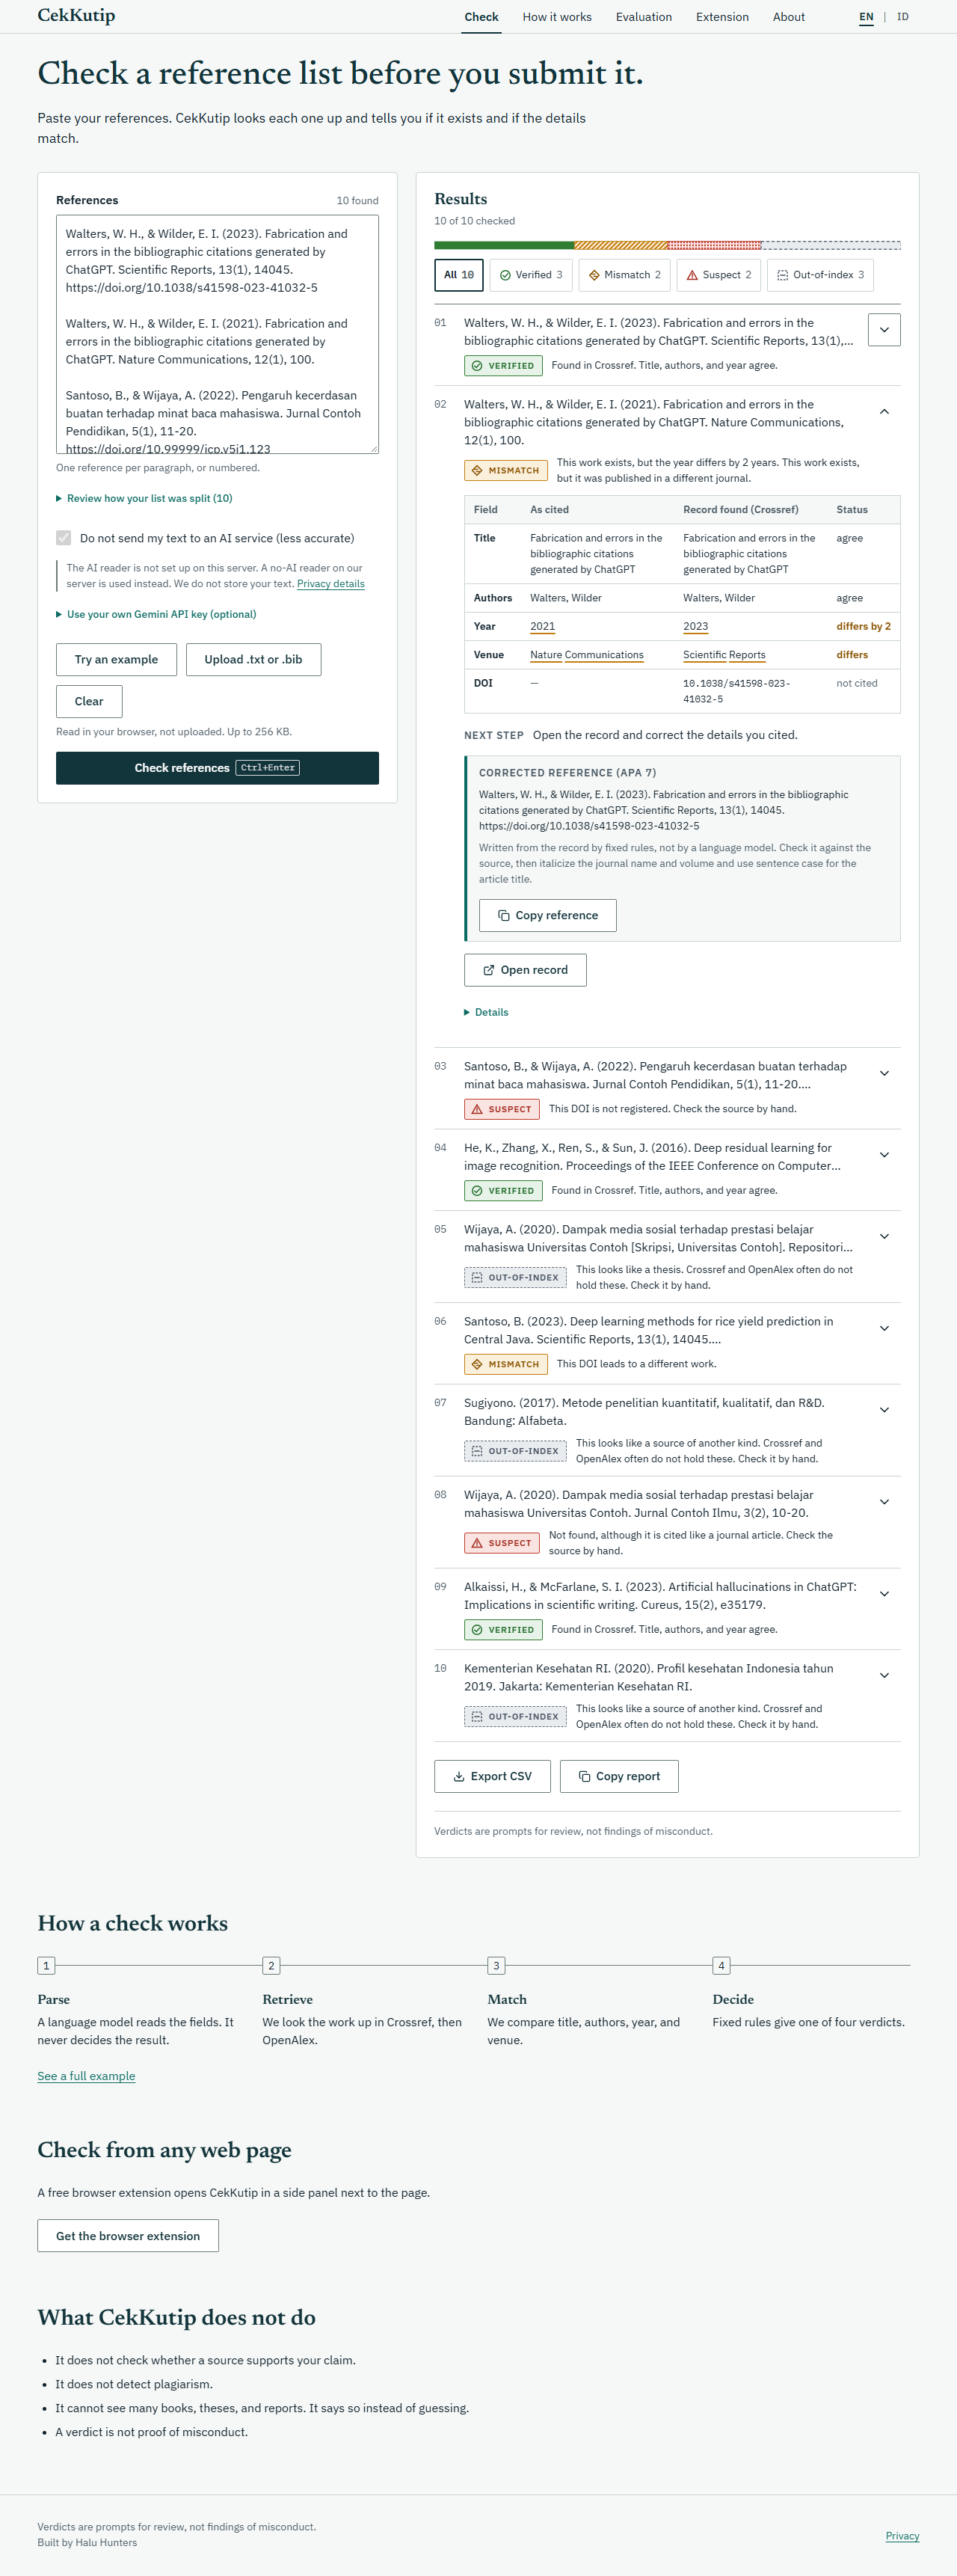 CekKutip
Check How it works Evaluation Extension About EN | ID
Check a reference list before you submit it.
Paste your references. CekKutip looks each one up and tells you if it exists and if the details
match.
References 10 found
Walters, W. H., & Wilder, E. I. (2023). Fabrication and
errors in the bibliographic citations generated by
ChatGPT. Scientific Reports, 13(1), 14045.
https://doi.org/10.1038/s41598-023-41032-5
Walters, W. H., & Wilder, E. I. (2021). Fabrication and
errors in the bibliographic citations generated by
ChatGPT. Nature Communications, 12(1), 100.
Santoso, B., & Wijaya, A. (2022). Pengaruh kecerdasan
buatan terhadap minat baca mahasiswa. Jurnal Contoh
Pendidikan, 5(1), 11-20.
https://doi.org/10.99999/jcp.v5i1.123
One reference per paragraph, or numbered.
Review how your list was split (10)
Do not send my text to an AI service (less accurate)
The AI reader is not set up on this server. A no-AI reader on our
server is used instead. We do not store your text. Privacy details
Use your own Gemini API key (optional)
Try an example
Upload .txt or .bib
Clear
Read in your browser, not uploaded. Up to 256 KB.
Check references Ctrl+Enter
Results
10 of 10 checked
All 10 Verified 3 Mismatch 2 Suspect 2 Out-of-index 3
01 Walters, W. H., & Wilder, E. I. (2023). Fabrication and errors in the
bibliographic citations generated by ChatGPT. Scientific Reports, 13(1),...
VERIFIED Found in Crossref. Title, authors, and year agree.
02 Walters, W. H., & Wilder, E. I. (2021). Fabrication and errors in the
bibliographic citations generated by ChatGPT. Nature Communications,
12(1), 100.
MISMATCH This work exists, but the year differs by 2 years. This work exists,
but it was published in a different journal.
Field As cited Record found (Crossref) Status
Title Fabrication and errors in the bibliographic citations generated by ChatGPT Fabrication and errors in the bibliographic citations generated by ChatGPT agree
Authors Walters, Wilder Walters, Wilder agree
Year 2021 2023 differs by 2
Venue Nature Communications Scientific Reports differs
DOI — 10.1038/s41598-023-41032-5 not cited
NEXT STEP Open the record and correct the details you cited.
CORRECTED REFERENCE (APA 7)
Walters, W. H., & Wilder, E. I. (2023). Fabrication and errors in the bibliographic
citations generated by ChatGPT. Scientific Reports, 13(1), 14045.
https://doi.org/10.1038/s41598-023-41032-5
Written from the record by fixed rules, not by a language model. Check it against the
source, then italicize the journal name and volume and use sentence case for the
article title.
Copy reference
Open record
Details
03 Santoso, B., & Wijaya, A. (2022). Pengaruh kecerdasan buatan terhadap
minat baca mahasiswa. Jurnal Contoh Pendidikan, 5(1), 11-20....
SUSPECT This DOI is not registered. Check the source by hand.
04 He, K., Zhang, X., Ren, S., & Sun, J. (2016). Deep residual learning for
image recognition. Proceedings of the IEEE Conference on Computer...
VERIFIED Found in Crossref. Title, authors, and year agree.
05 Wijaya, A. (2020). Dampak media sosial terhadap prestasi belajar
mahasiswa Universitas Contoh [Skripsi, Universitas Contoh]. Repositori...
OUT-OF-INDEX This looks like a thesis. Crossref and OpenAlex often do not
hold these. Check it by hand.
06 Santoso, B. (2023). Deep learning methods for rice yield prediction in
Central Java. Scientific Reports, 13(1), 14045....
MISMATCH This DOI leads to a different work.
07 Sugiyono. (2017). Metode penelitian kuantitatif, kualitatif, dan R&D.
Bandung: Alfabeta.
OUT-OF-INDEX This looks like a source of another kind. Crossref and
OpenAlex often do not hold these. Check it by hand.
08 Wijaya, A. (2020). Dampak media sosial terhadap prestasi belajar
mahasiswa Universitas Contoh. Jurnal Contoh Ilmu, 3(2), 10-20.
SUSPECT Not found, although it is cited like a journal article. Check the
source by hand.
09 Alkaissi, H., & McFarlane, S. I. (2023). Artificial hallucinations in ChatGPT:
Implications in scientific writing. Cureus, 15(2), e35179.
VERIFIED Found in Crossref. Title, authors, and year agree.
10 Kementerian Kesehatan RI. (2020). Profil kesehatan Indonesia tahun
2019. Jakarta: Kementerian Kesehatan RI.
OUT-OF-INDEX This looks like a source of another kind. Crossref and
OpenAlex often do not hold these. Check it by hand.
Export CSV
Copy report
Verdicts are prompts for review, not findings of misconduct.
How a check works
1 2 3 4
Parse
A language model reads the fields. It
never decides the result.
Retrieve
We look the work up in Crossref, then
OpenAlex.
Match
We compare title, authors, year, and
venue.
Decide
Fixed rules give one of four verdicts.
See a full example
Check from any web page
A free browser extension opens CekKutip in a side panel next to the page.
Get the browser extension
What CekKutip does not do
• It does not check whether a source supports your claim.
• It does not detect plagiarism.
• It cannot see many books, theses, and reports. It says so instead of guessing.
• A verdict is not proof of misconduct.
Verdicts are prompts for review, not findings of misconduct.
Built by Halu Hunters
Privacy